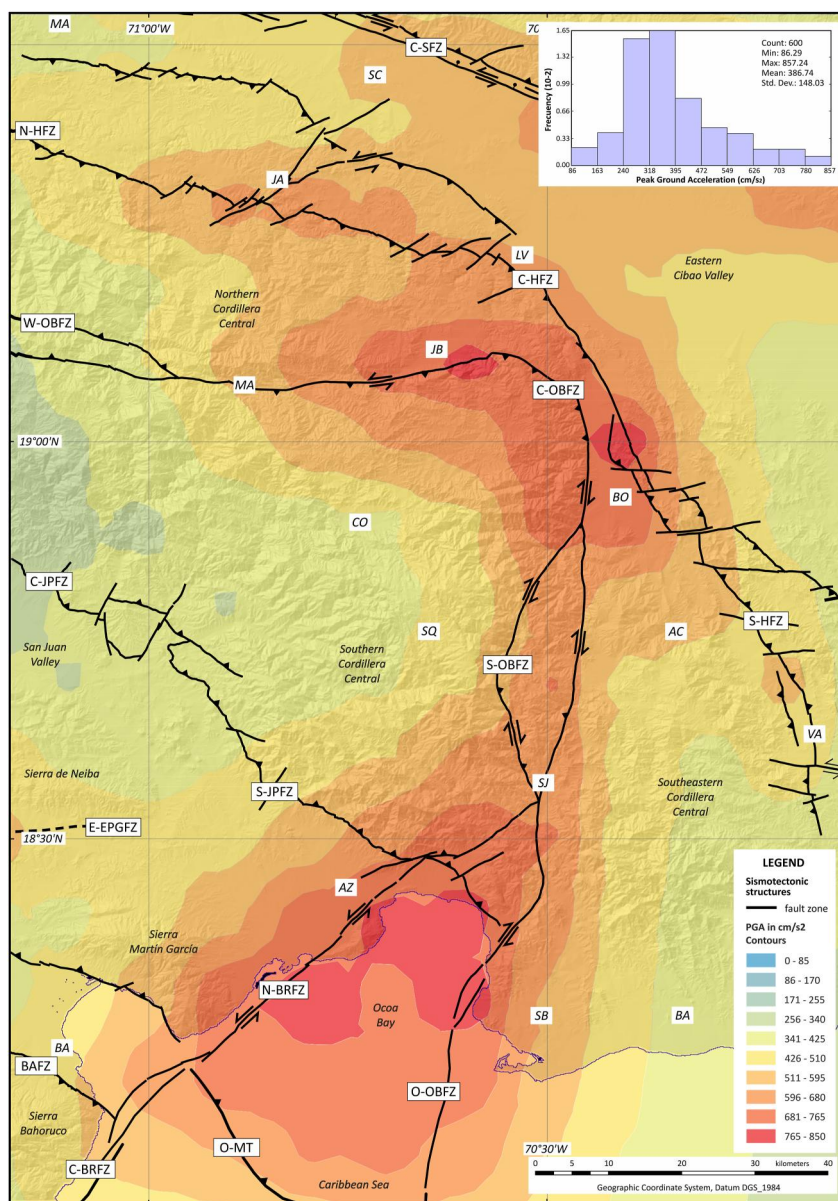 MA
71°00'W
70
C-SFZ
SC
1.65
1.32
0.99
0.66
0.33
Frecuency (10-2)
Count: 600
Min: 86.29
Max: 857.24
Mean: 386.74
Std. Dev.: 148.03
86 163 240 318 395 472 549 626 703 780 857
Peak Ground Acceleration (cm/s2)
N-HFZ
JA
LV
C-HFZ
Eastern
Cibao Valley
Northern
Cordillera
Central
W-OBFZ
JB
MA
C-OBFZ
19°00'N
BO
CO
C-JPFZ
SQ
AC
S-HFZ
San Juan
Valley
Southern
Cordillera
Central
S-OBFZ
VA
Sierra de Neiba
S-JPFZ
SJ
Southeastern
Cordillera
Central
E-EPGFZ
18°30'N
AZ
Sierra
Martín García
N-BRFZ
Ocoa
Bay
SB
BA
BA
BAFZ
O-OBFZ
Sierra
Bahoruco
O-MT
C-BRFZ
Caribbean Sea
70°30'W
LEGEND
Sismotectonic
structures
fault zone
PGA in cm/s2
Contours
0 - 85
86 - 170
171 - 255
256 - 340
341 - 425
426 - 510
511 - 595
596 - 680
681 - 765
765 - 850
kilometers
0 5 10 20 30 40
Geographic Coordinate System, Datum DGS_1984